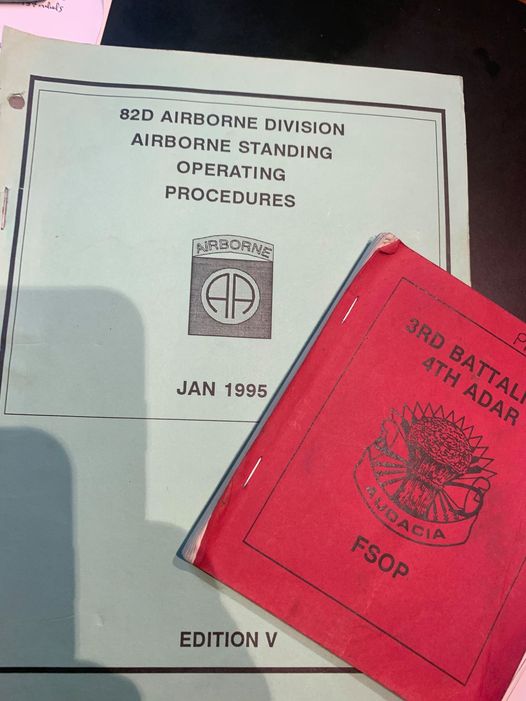 82D AIRBORNE DIVISION
AIRBORNE STANDING
OPERATING
PROCEDURES
AIRBORNE
AA
JAN 1995
EDITION V
3RD BATTALI
4TH ADAR
AUDACIA
FSOP